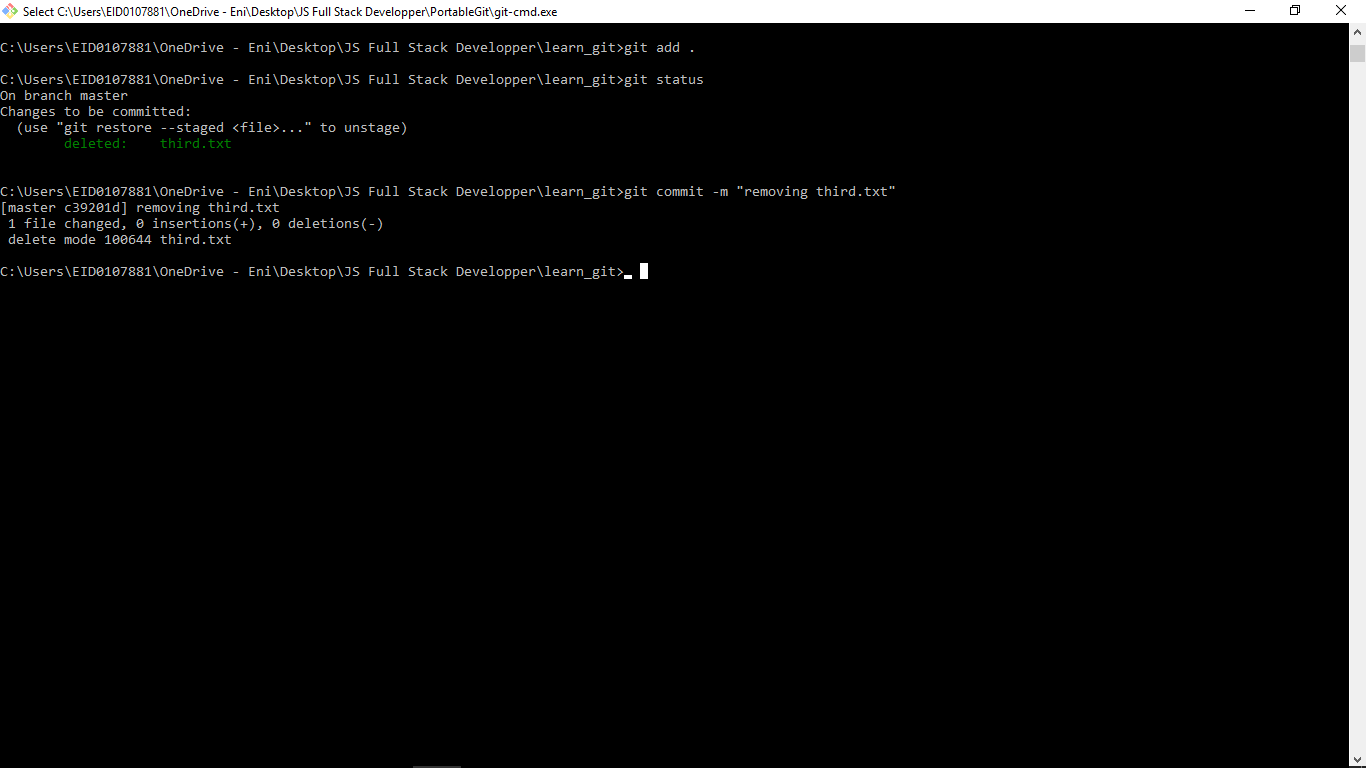 Select C:\Users\EID0107881\OneDrive - Eni\Desktop\JS Full Stack Developper\PortableGit\git-cmd.exe
C:\Users\EID0107881\OneDrive - Eni\Desktop\JS Full Stack Developper\learn_git>git add .
C:\Users\EID0107881\OneDrive - Eni\Desktop\JS Full Stack Developper\learn_git>git status
On branch master
Changes to be committed:
  (use "git restore --staged <file>..." to unstage)
        deleted:    third.txt
C:\Users\EID0107881\OneDrive - Eni\Desktop\JS Full Stack Developper\learn_git>git commit -m "removing third.txt"
[master c39201d] removing third.txt
 1 file changed, 0 insertions(+), 0 deletions(-)
 delete mode 100644 third.txt
C:\Users\EID0107881\OneDrive - Eni\Desktop\JS Full Stack Developper\learn_git>